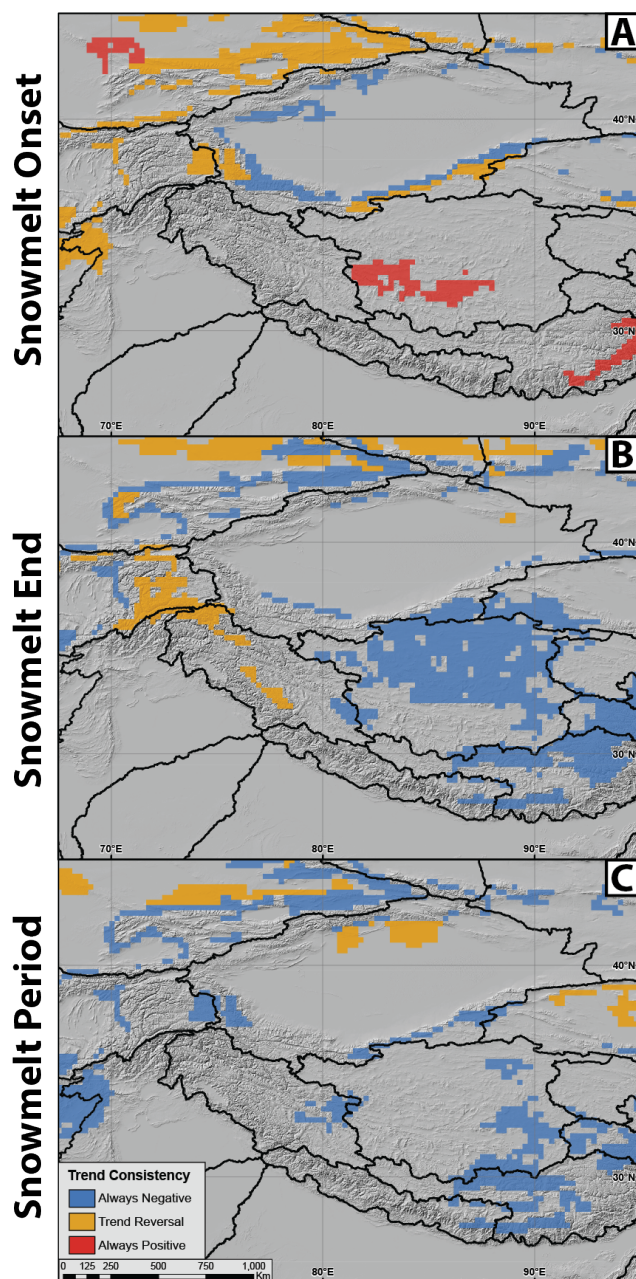 Snowmelt Onset
A
40°N
30°N
70°E
80°E
90°E
Snowmelt End
B
40°N
30°N
70°E
80°E
90°E
Snowmelt Period
C
40°N
30°N
Trend Consistency
Always Negative
Trend Reversal
Always Positive
0 125 250 500 750 1,000
Km
80°E
90°E